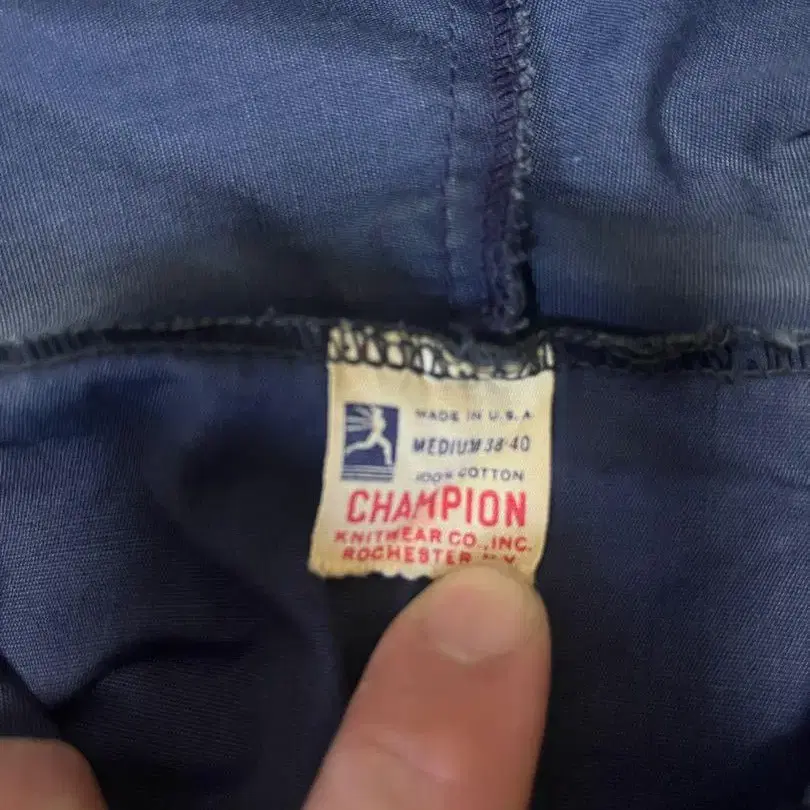 MADE IN U.S.A.
MEDIUM 38-40
100% COTTON
CHAMPION
KNITWEAR CO., INC.
ROCHESTER N.Y.